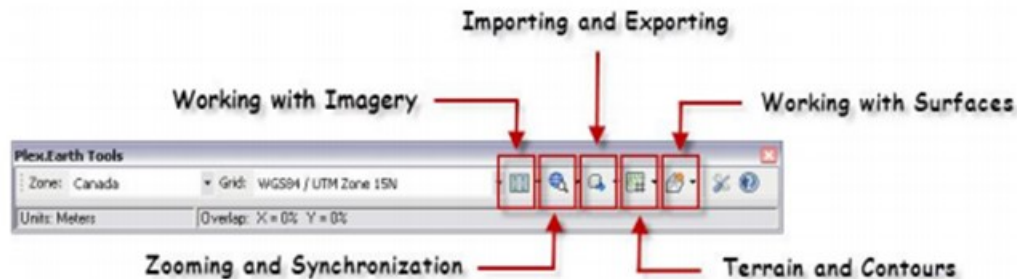 Importing and Exporting
Working with Imagery
Working with Surfaces
Plex.Earth Tools
Zone: Canada Grid: WGS84 / UTM Zone 15N
Units: Meters Overlap: X = 0% Y = 0%
Zooming and Synchronization
Terrain and Contours